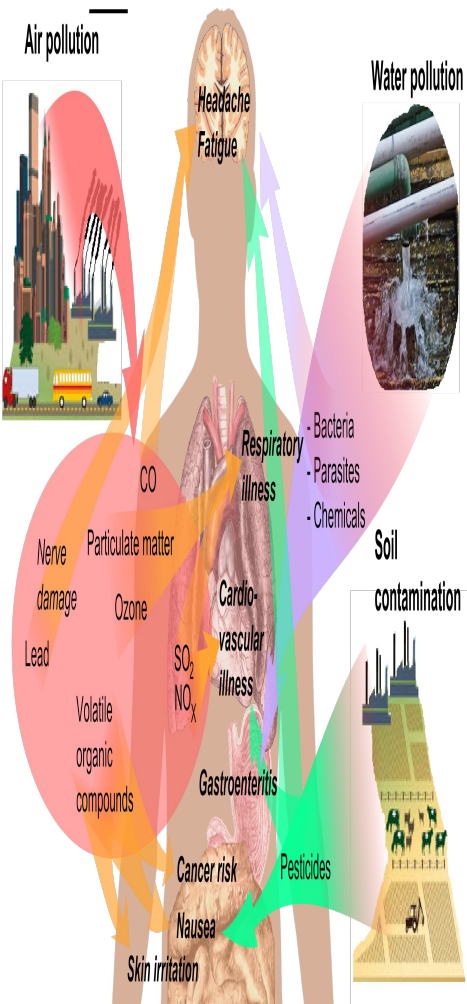 Air pollution
Water pollution
Headache
Fatigue
- Bacteria
- Parasites
- Chemicals
Respiratory
illness
CO
Particulate matter
Nerve
damage
Ozone
Lead
SO2
NOX
Cardio-
vascular
illness
Soil
contamination
Volatile
organic
compounds
Gastroenteritis
Pesticides
Cancer risk
Nausea
Skin irritation